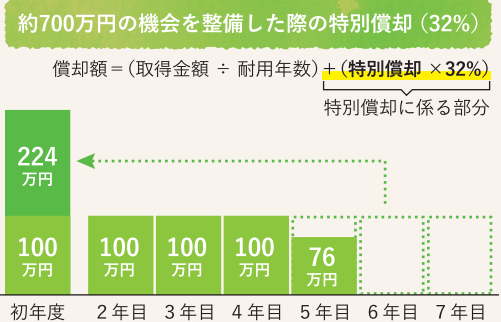 約700万円の機会を整備した際の特別償却（32%）
償却額＝（取得金額 ÷ 耐用年数）＋（特別償却 ×32%）
特別償却に係る部分
224
万円
100
万円
100
万円
100
万円
100
万円
76
万円
初年度 2年目 3年目 4年目 5年目 6年目 7年目